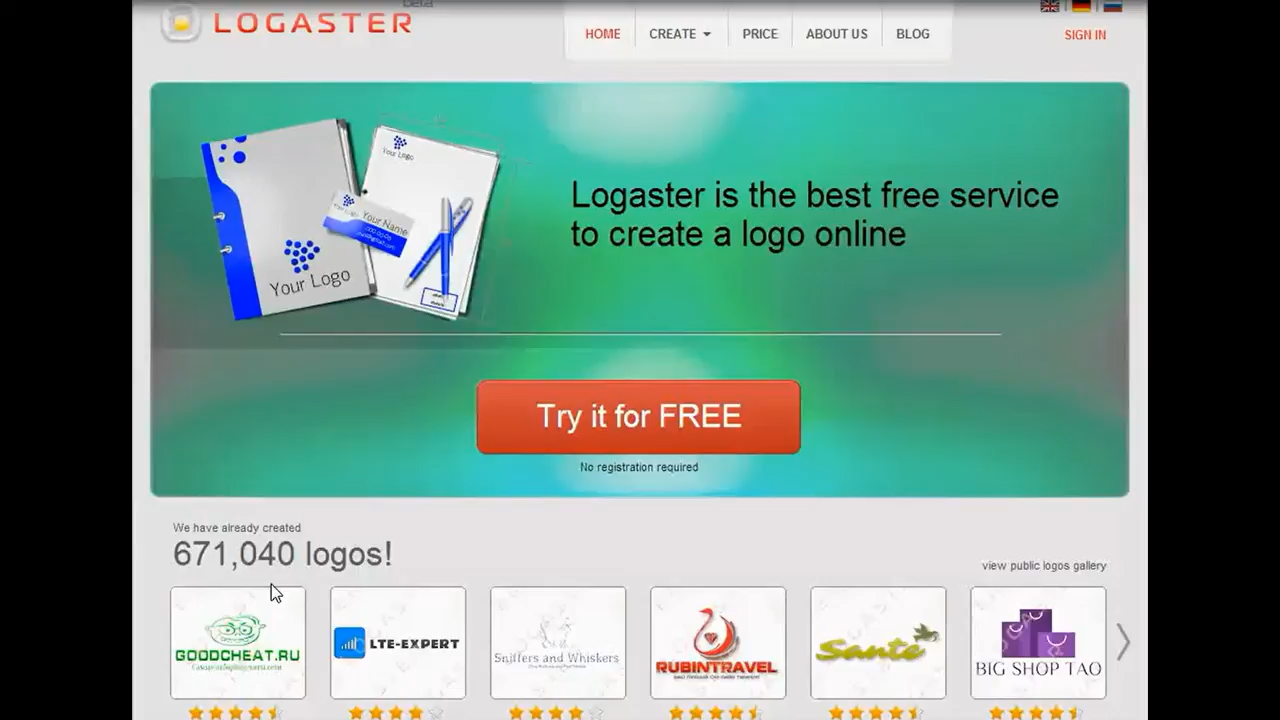 beta
LOGASTER
HOME
CREATE
PRICE
ABOUT US
BLOG
SIGN IN
Your Logo
Your Logo
Your Logo
Your Name
Logaster is the best free service
to create a logo online
Try it for FREE
No registration required
We have already created
671,040 logos!
view public logos gallery
GOODCHEAT.RU
LTE-EXPERT
Sniffers and Whiskers
RUBINTRAVEL
Sante
BIG SHOP TAO